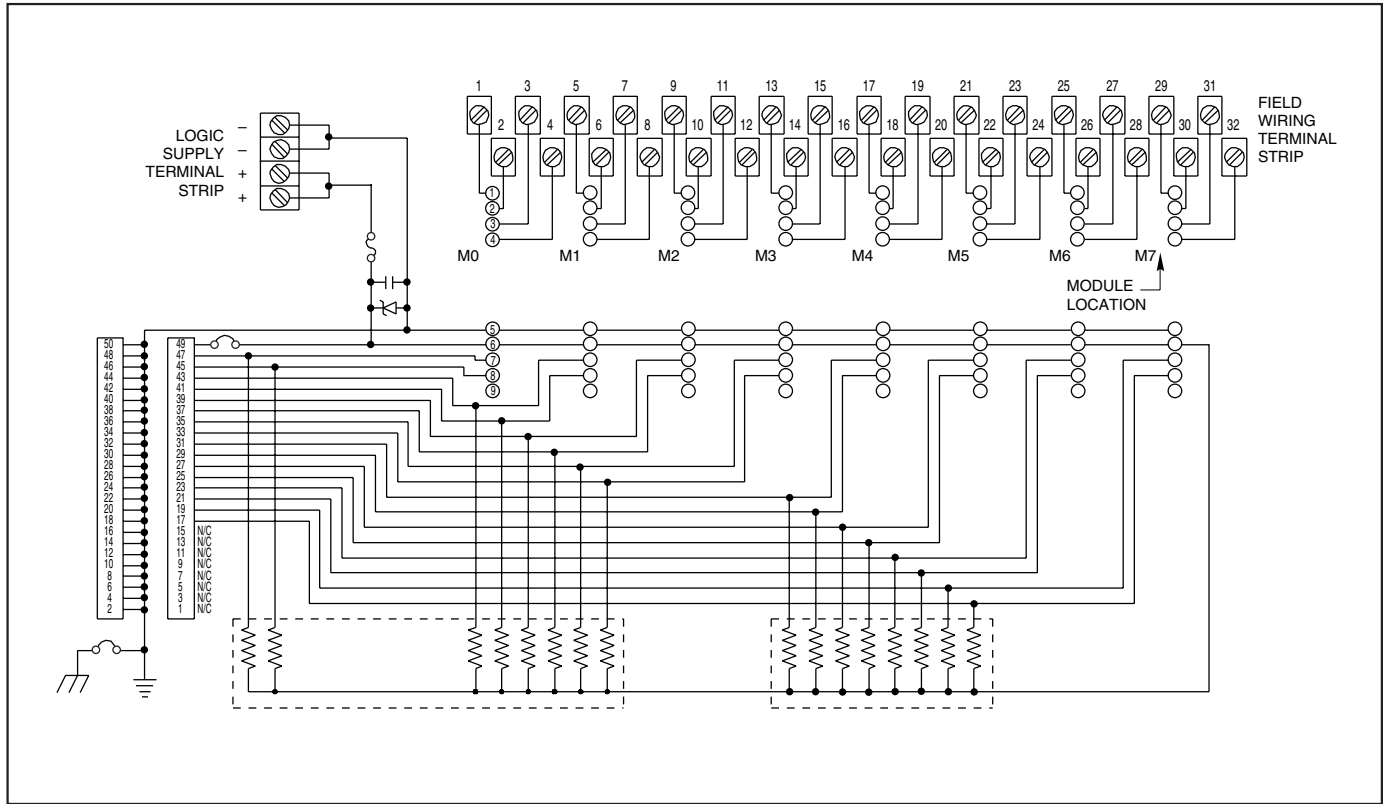 1 3 5 7 9 11 13 15 17 19 21 23 25 27 29 31
2 4 6 8 10 12 14 16 18 20 22 24 26 28 30 32
FIELD
WIRING
TERMINAL
STRIP
LOGIC
SUPPLY
TERMINAL
STRIP
–
–
+
+
1
2
3
4
M0 M1 M2 M3 M4 M5 M6 M7
MODULE
LOCATION
5
6
7
8
9
50 49
48 47
46 45
44 43
42 41
40 39
38 37
36 35
34 33
32 31
30 29
28 27
26 25
24 23
22 21
20 19
18 17
16 15 N/C
14 13 N/C
12 11 N/C
10 9 N/C
8 7 N/C
6 5 N/C
4 3 N/C
2 1 N/C